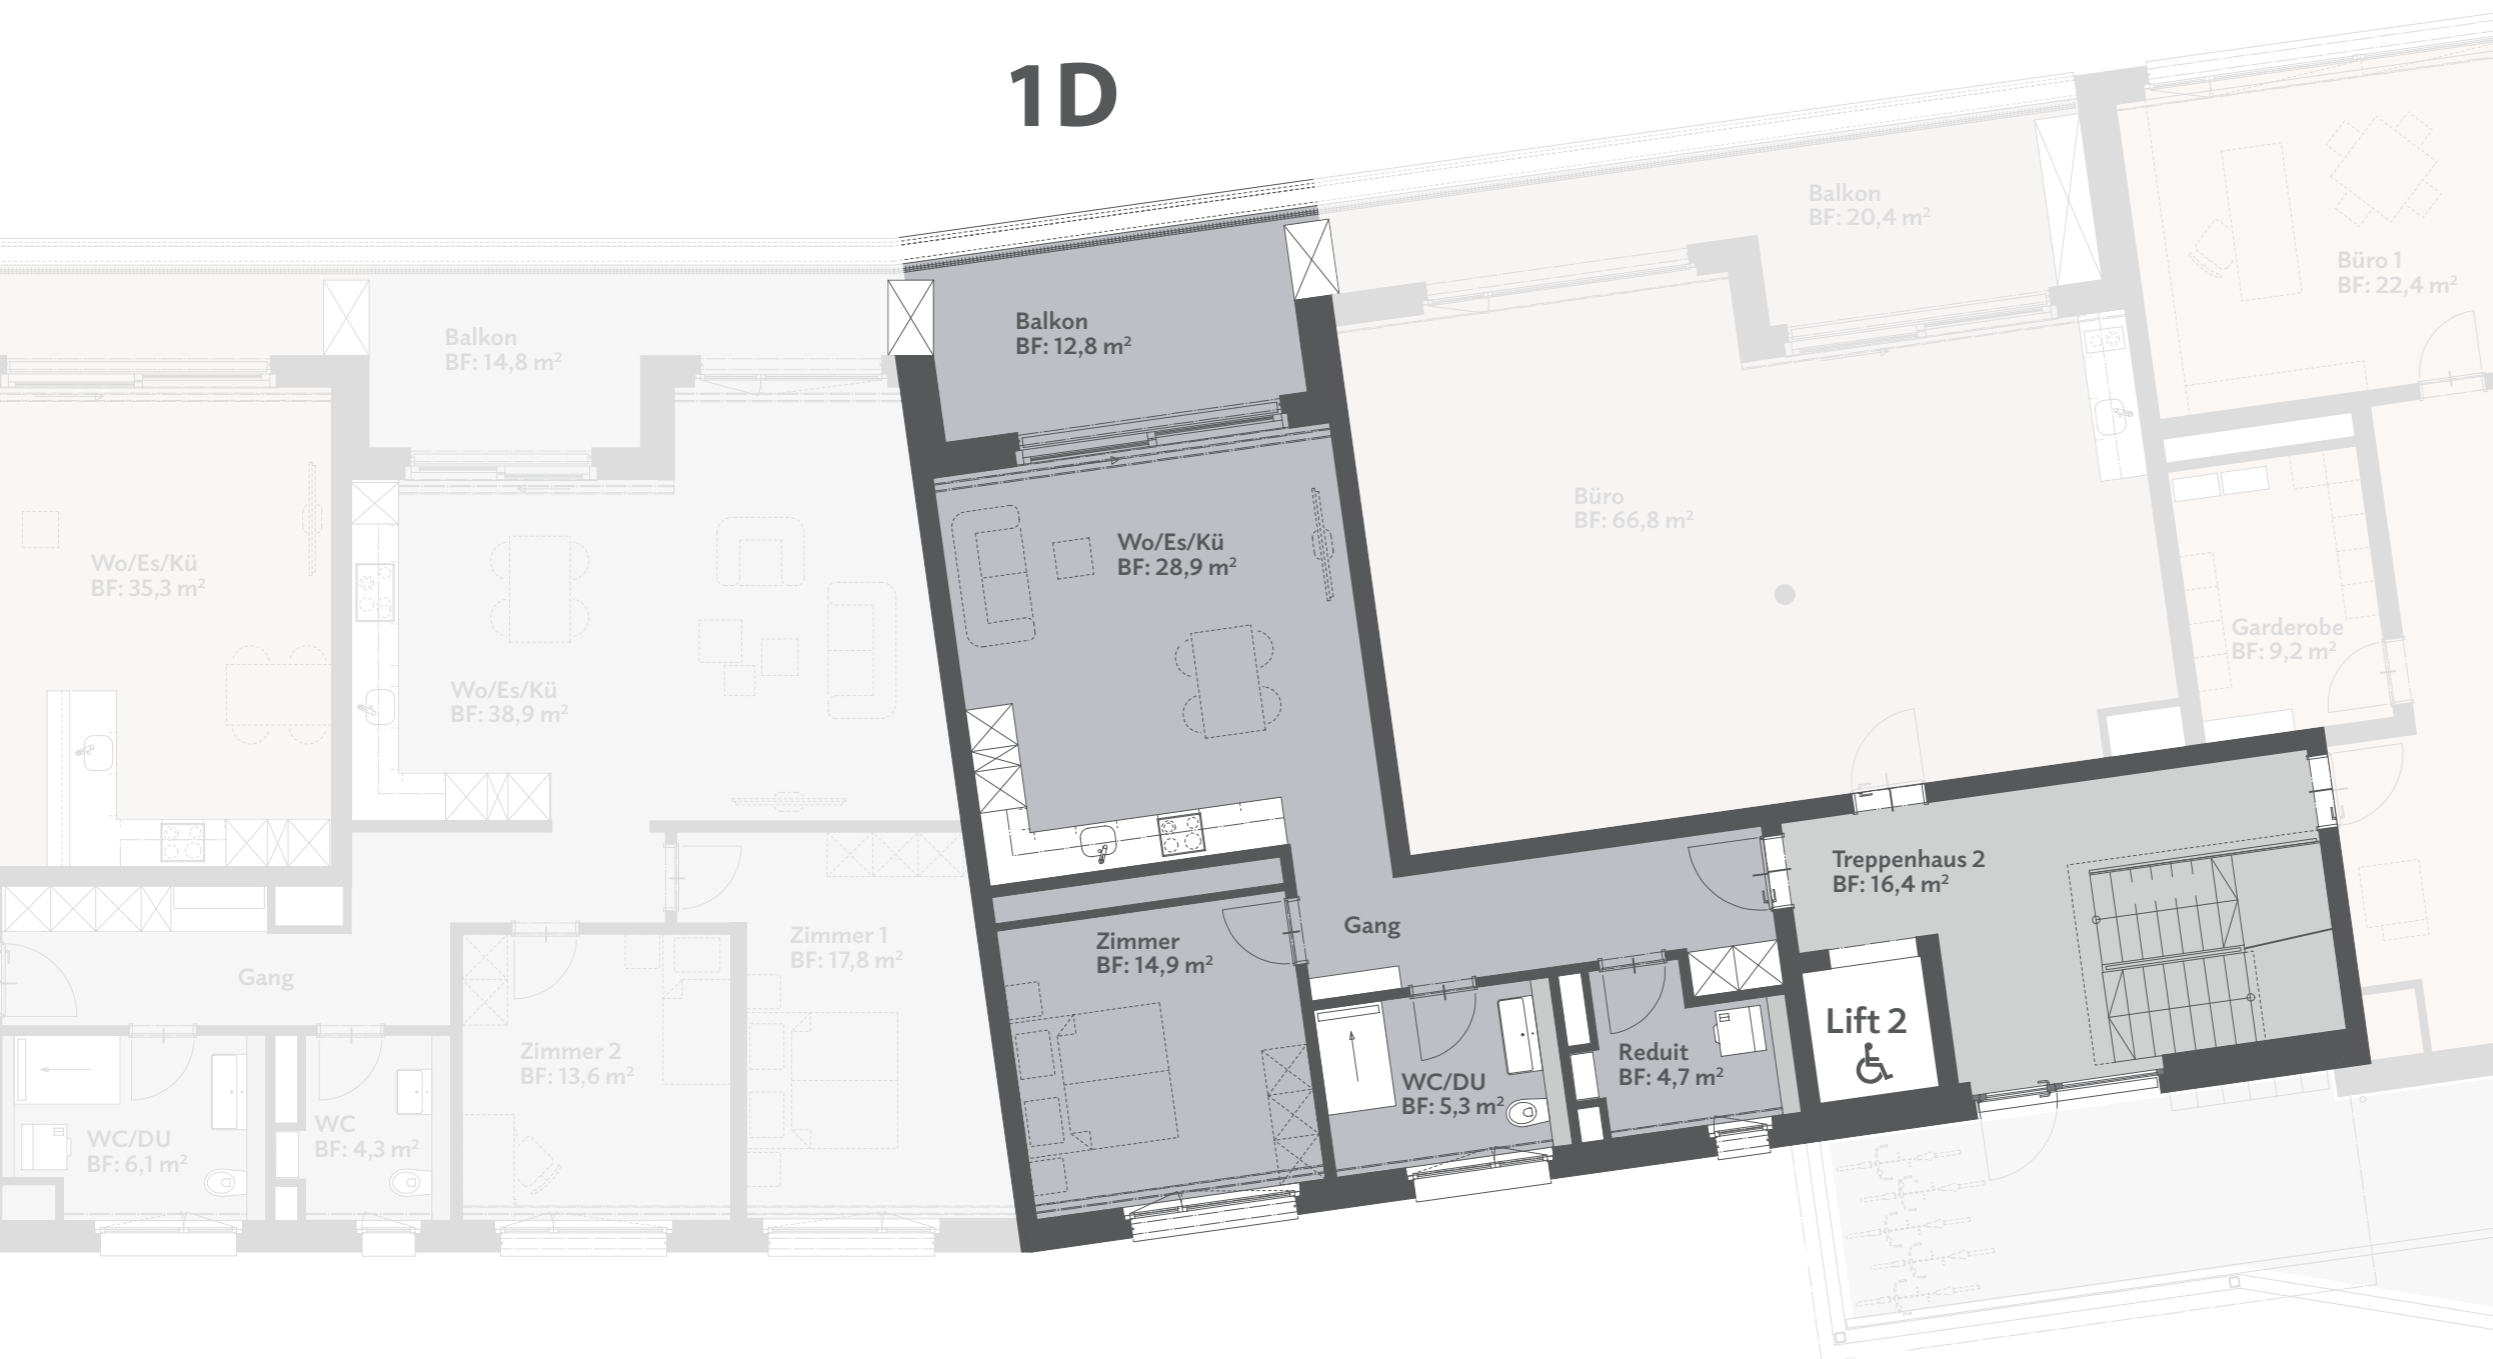 1D
Balkon
BF: 20,4 m²
Büro 1
BF: 22,4 m²
Balkon
BF: 14,8 m²
Balkon
BF: 12,8 m²
Büro
BF: 66,8 m²
Wo/Es/Kü
BF: 35,3 m²
Wo/Es/Kü
BF: 28,9 m²
Garderobe
BF: 9,2 m²
Wo/Es/Kü
BF: 38,9 m²
Treppenhaus 2
BF: 16,4 m²
Gang
Zimmer 1
BF: 17,8 m²
Zimmer
BF: 14,9 m²
Gang
Lift 2
Zimmer 2
BF: 13,6 m²
Reduit
BF: 4,7 m²
WC/DU
BF: 5,3 m²
WC/DU
BF: 6,1 m²
WC
BF: 4,3 m²